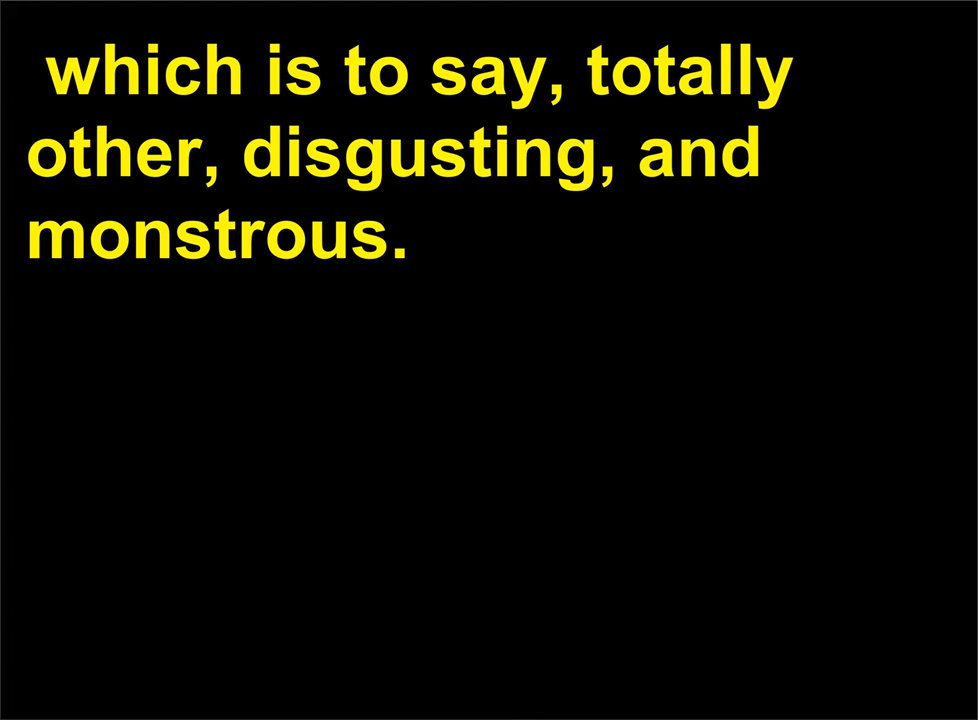 which is to say, totally
other, disgusting, and
monstrous.